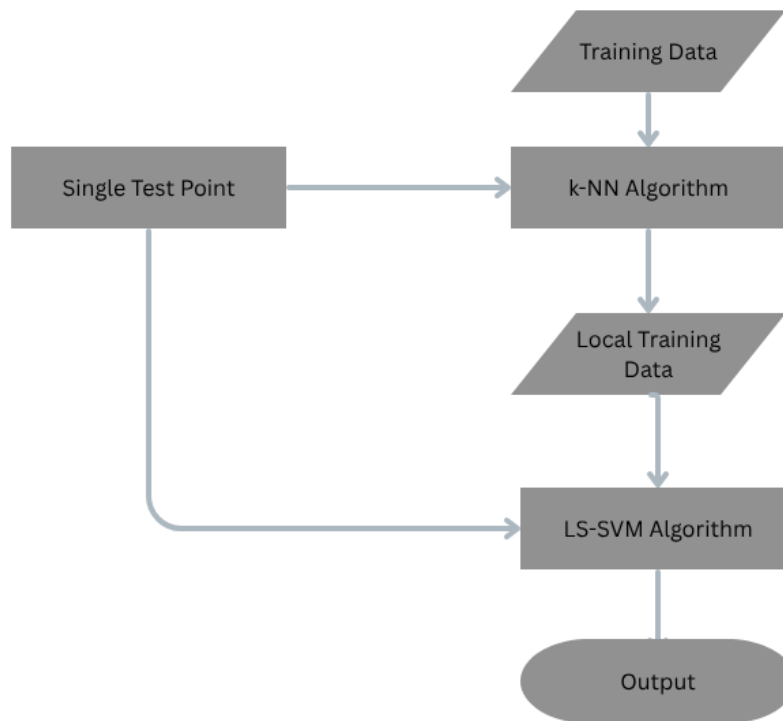 Training Data
Single Test Point
k-NN Algorithm
Local Training
Data
LS-SVM Algorithm
Output